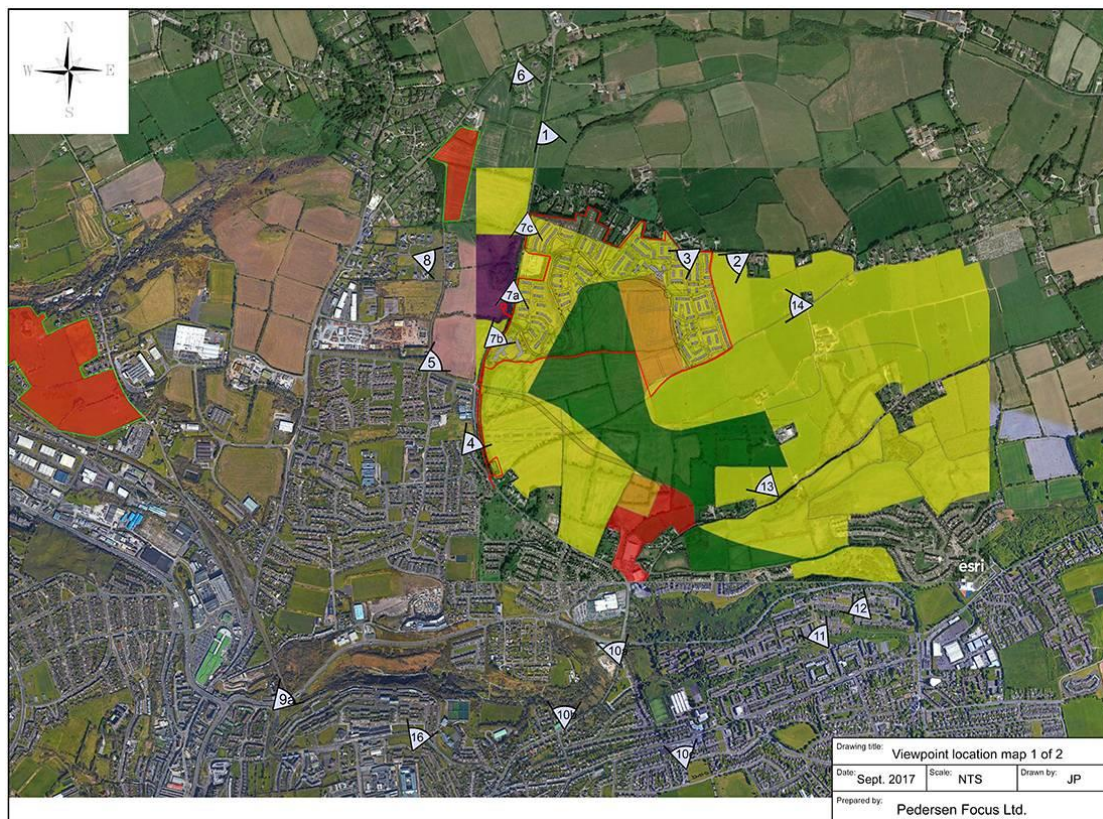 N
W E
S
6
1
7c
8
3
2
7a
14
7b
5
4
13
esri
12
11
10
9a
10b
16
10
Drawing title: Viewpoint location map 1 of 2
Date: Sept. 2017 Scale: NTS Drawn by: JP
Prepared by: Pedersen Focus Ltd.